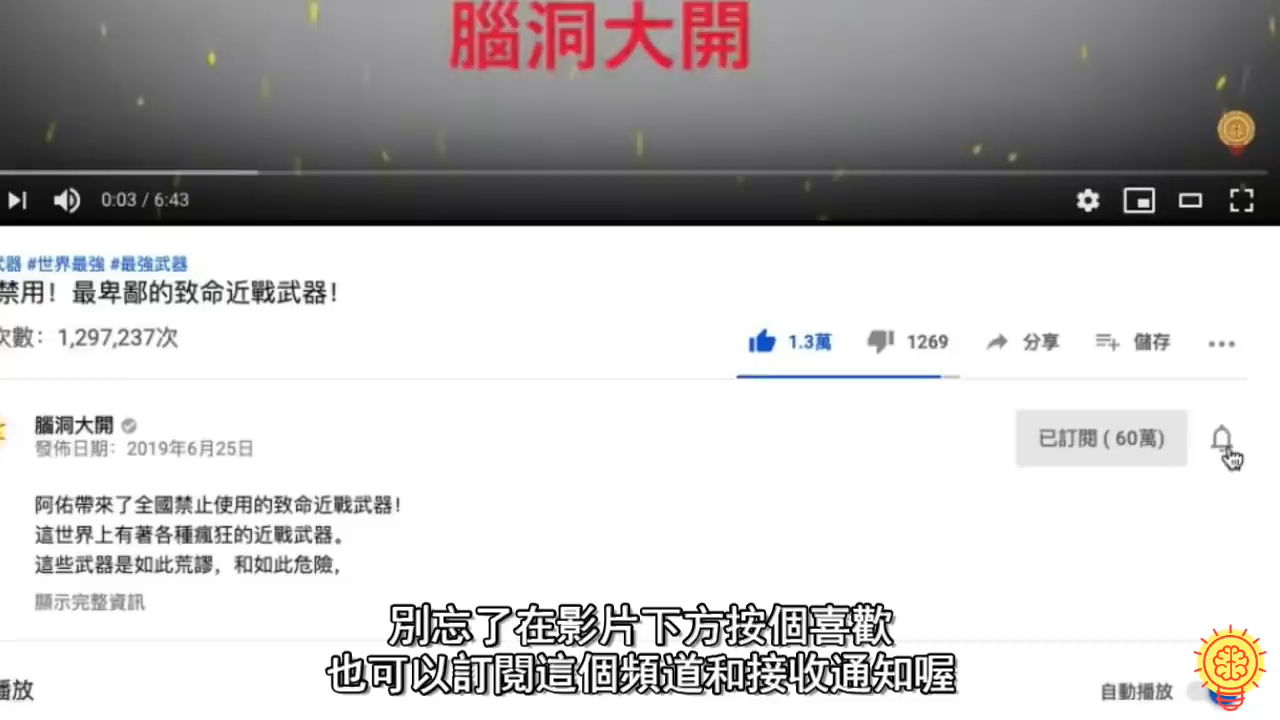 腦洞大開
0:03 / 6:43
武器 #世界最強 #最強武器
禁用！最卑鄙的致命近戰武器！
次數：1,297,237次
1.3萬 1269 分享 儲存
腦洞大開
發佈日期：2019年6月25日
已訂閱 ( 60萬)
阿佑帶來了全國禁止使用的致命近戰武器！
這世界上有著各種瘋狂的近戰武器。
這些武器是如此荒謬，和如此危險，
顯示完整資訊
別忘了在影片下方按個喜歡
也可以訂閱這個頻道和接收通知喔
播放
自動播放